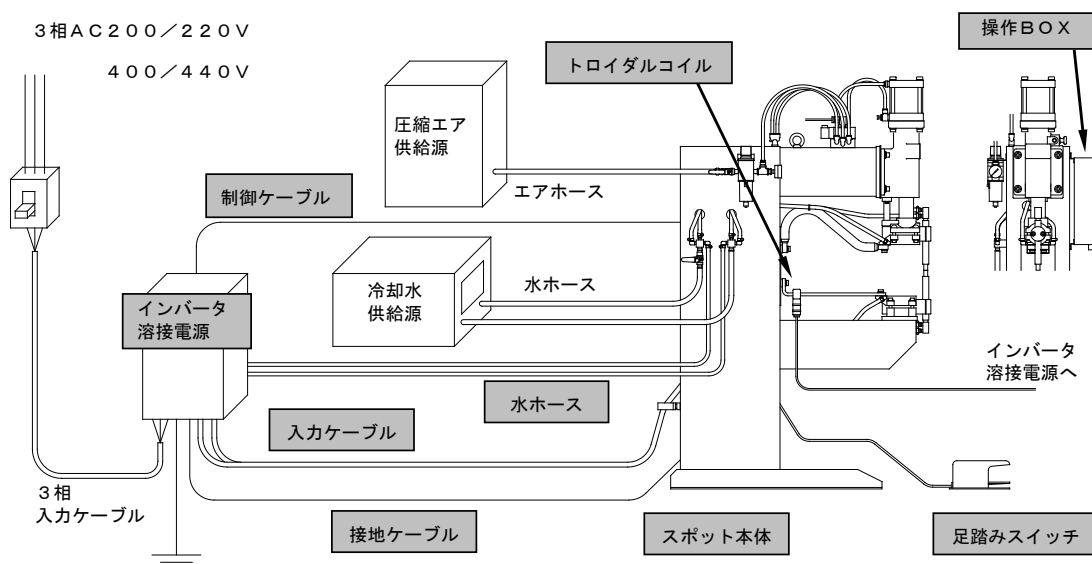 3相AC200/220V
400/440V
操作BOX
トロイダルコイル
圧縮エア
供給源
エアホース
制御ケーブル
冷却水
供給源
水ホース
インバータ
溶接電源
インバータ
溶接電源へ
水ホース
入力ケーブル
3相
入力ケーブル
接地ケーブル
スポット本体
足踏みスイッチ